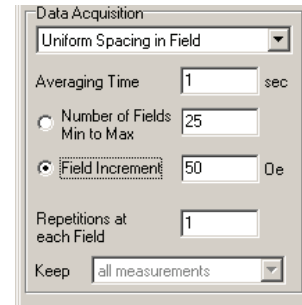 Data Acquisition
Uniform Spacing in Field
Averaging Time 1 sec
Number of Fields
Min to Max 25
Field Increment 50 Oe
Repetitions at
each Field 1
Keep all measurements